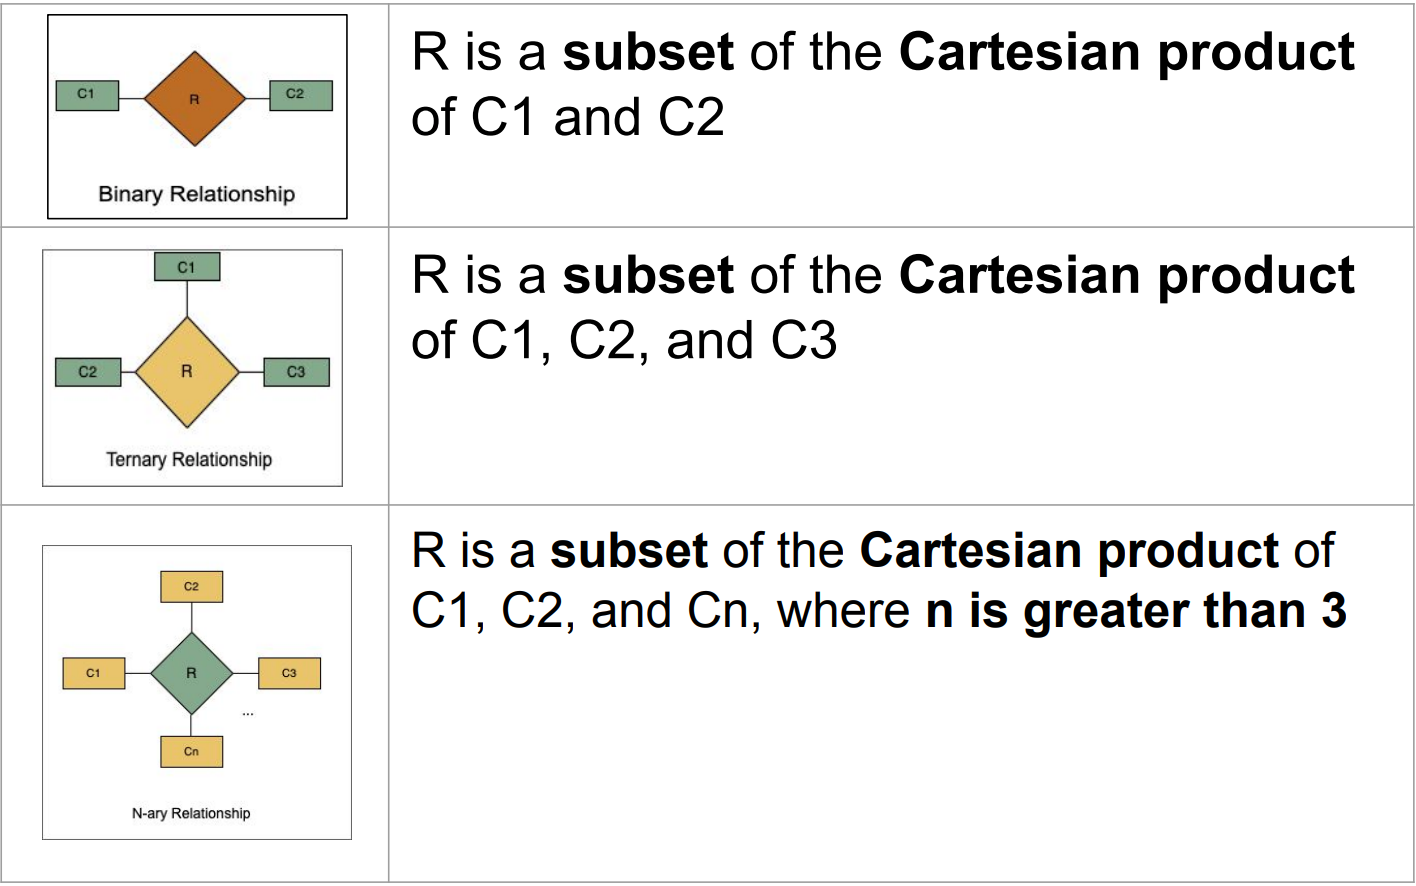 C1
R
C2
Binary Relationship
R is a subset of the Cartesian product
of C1 and C2
C1
C2
R
C3
Ternary Relationship
R is a subset of the Cartesian product
of C1, C2, and C3
C2
C1
R
C3
...
Cn
N-ary Relationship
R is a subset of the Cartesian product of
C1, C2, and Cn, where n is greater than 3